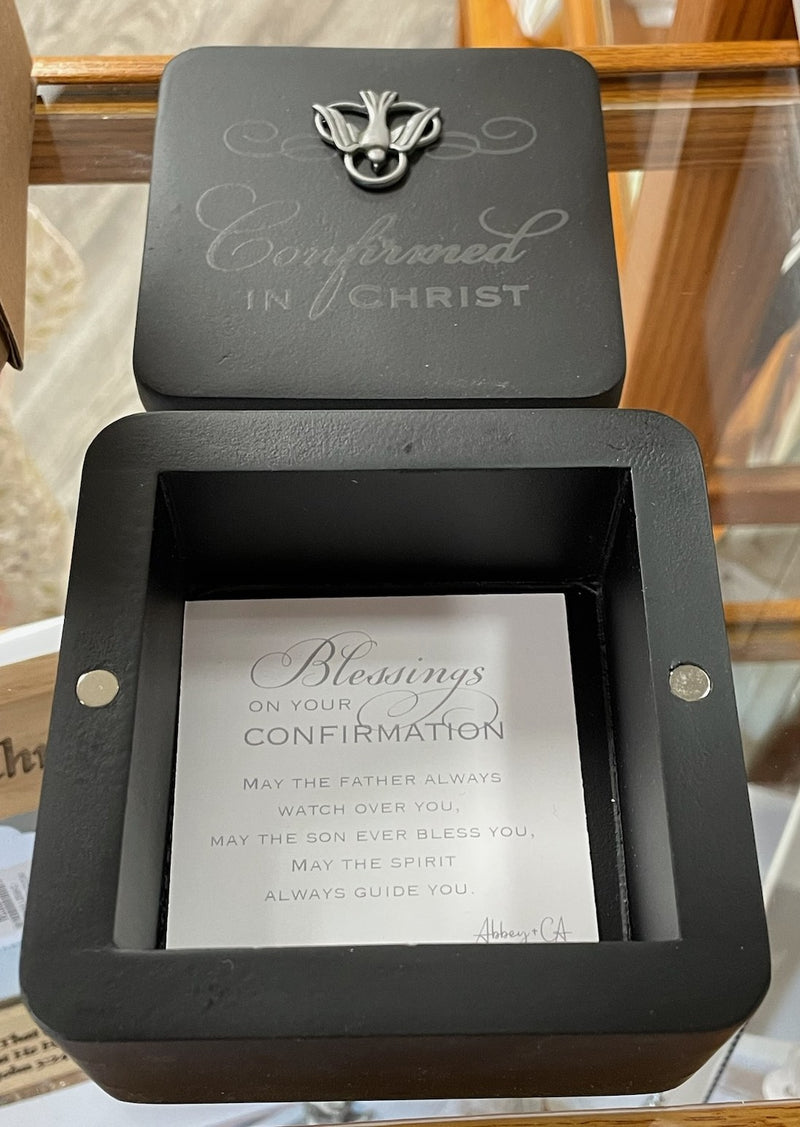 Confirmed
IN CHRIST
Blessings
ON YOUR
CONFIRMATION
MAY THE FATHER ALWAYS
WATCH OVER YOU,
MAY THE SON EVER BLESS YOU,
MAY THE SPIRIT
ALWAYS GUIDE YOU.
Abbey+CA